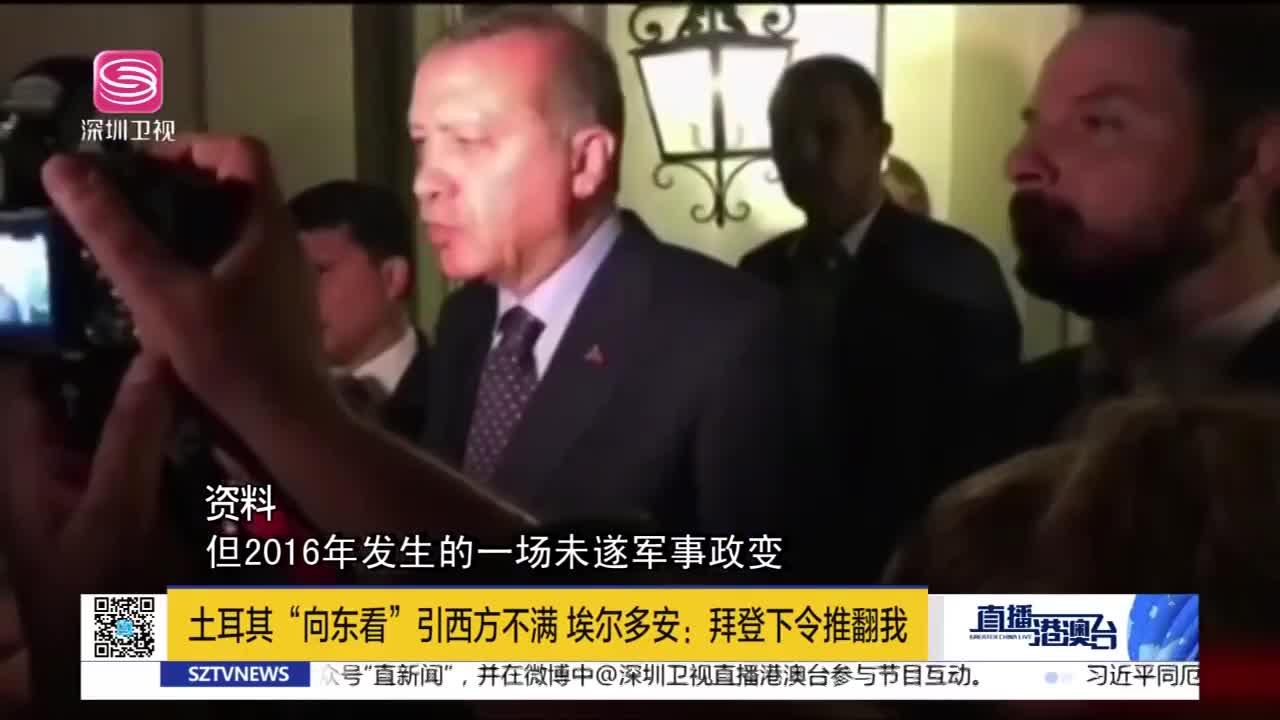 深圳卫视
资料
但2016年发生的一场未遂军事政变
土耳其“向东看”引西方不满 埃尔多安：拜登下令推翻我
直播港澳台
GREATER CHINA LIVE
SZTVNEWS
众号“直新闻”，并在微博中@深圳卫视直播港澳台参与节目互动。
习近平同厄